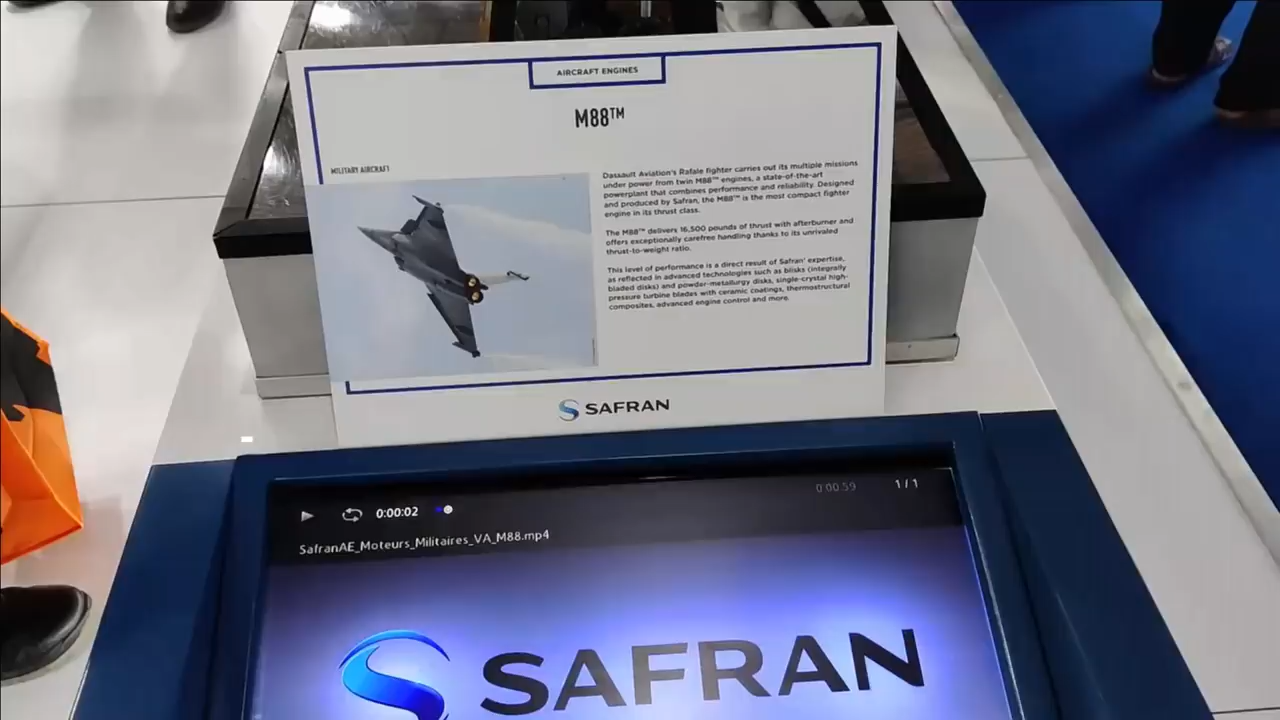 AIRCRAFT ENGINES
M88™
MILITARY AIRCRAFT
Dassault Aviation's Rafale fighter carries out its multiple missions
under power from twin M88™ engines, a state-of-the-art
powerplant that combines performance and reliability. Designed
and produced by Safran, the M88™ is the most compact fighter
engine in its thrust class.
The M88™ delivers 16,500 pounds of thrust with afterburner and
offers exceptionally carefree handling thanks to its unrivaled
thrust-to-weight ratio.
This level of performance is a direct result of Safran' expertise,
as reflected in advanced technologies such as blisks (integrally
bladed disks) and powder-metallurgy disks, single-crystal high-
pressure turbine blades with ceramic coatings, thermostructural
composites, advanced engine control and more.
SAFRAN
0:00:02
0:00:59
1/1
SafranAE_Moteurs_Militaires_VA_M88.mp4
SAFRAN